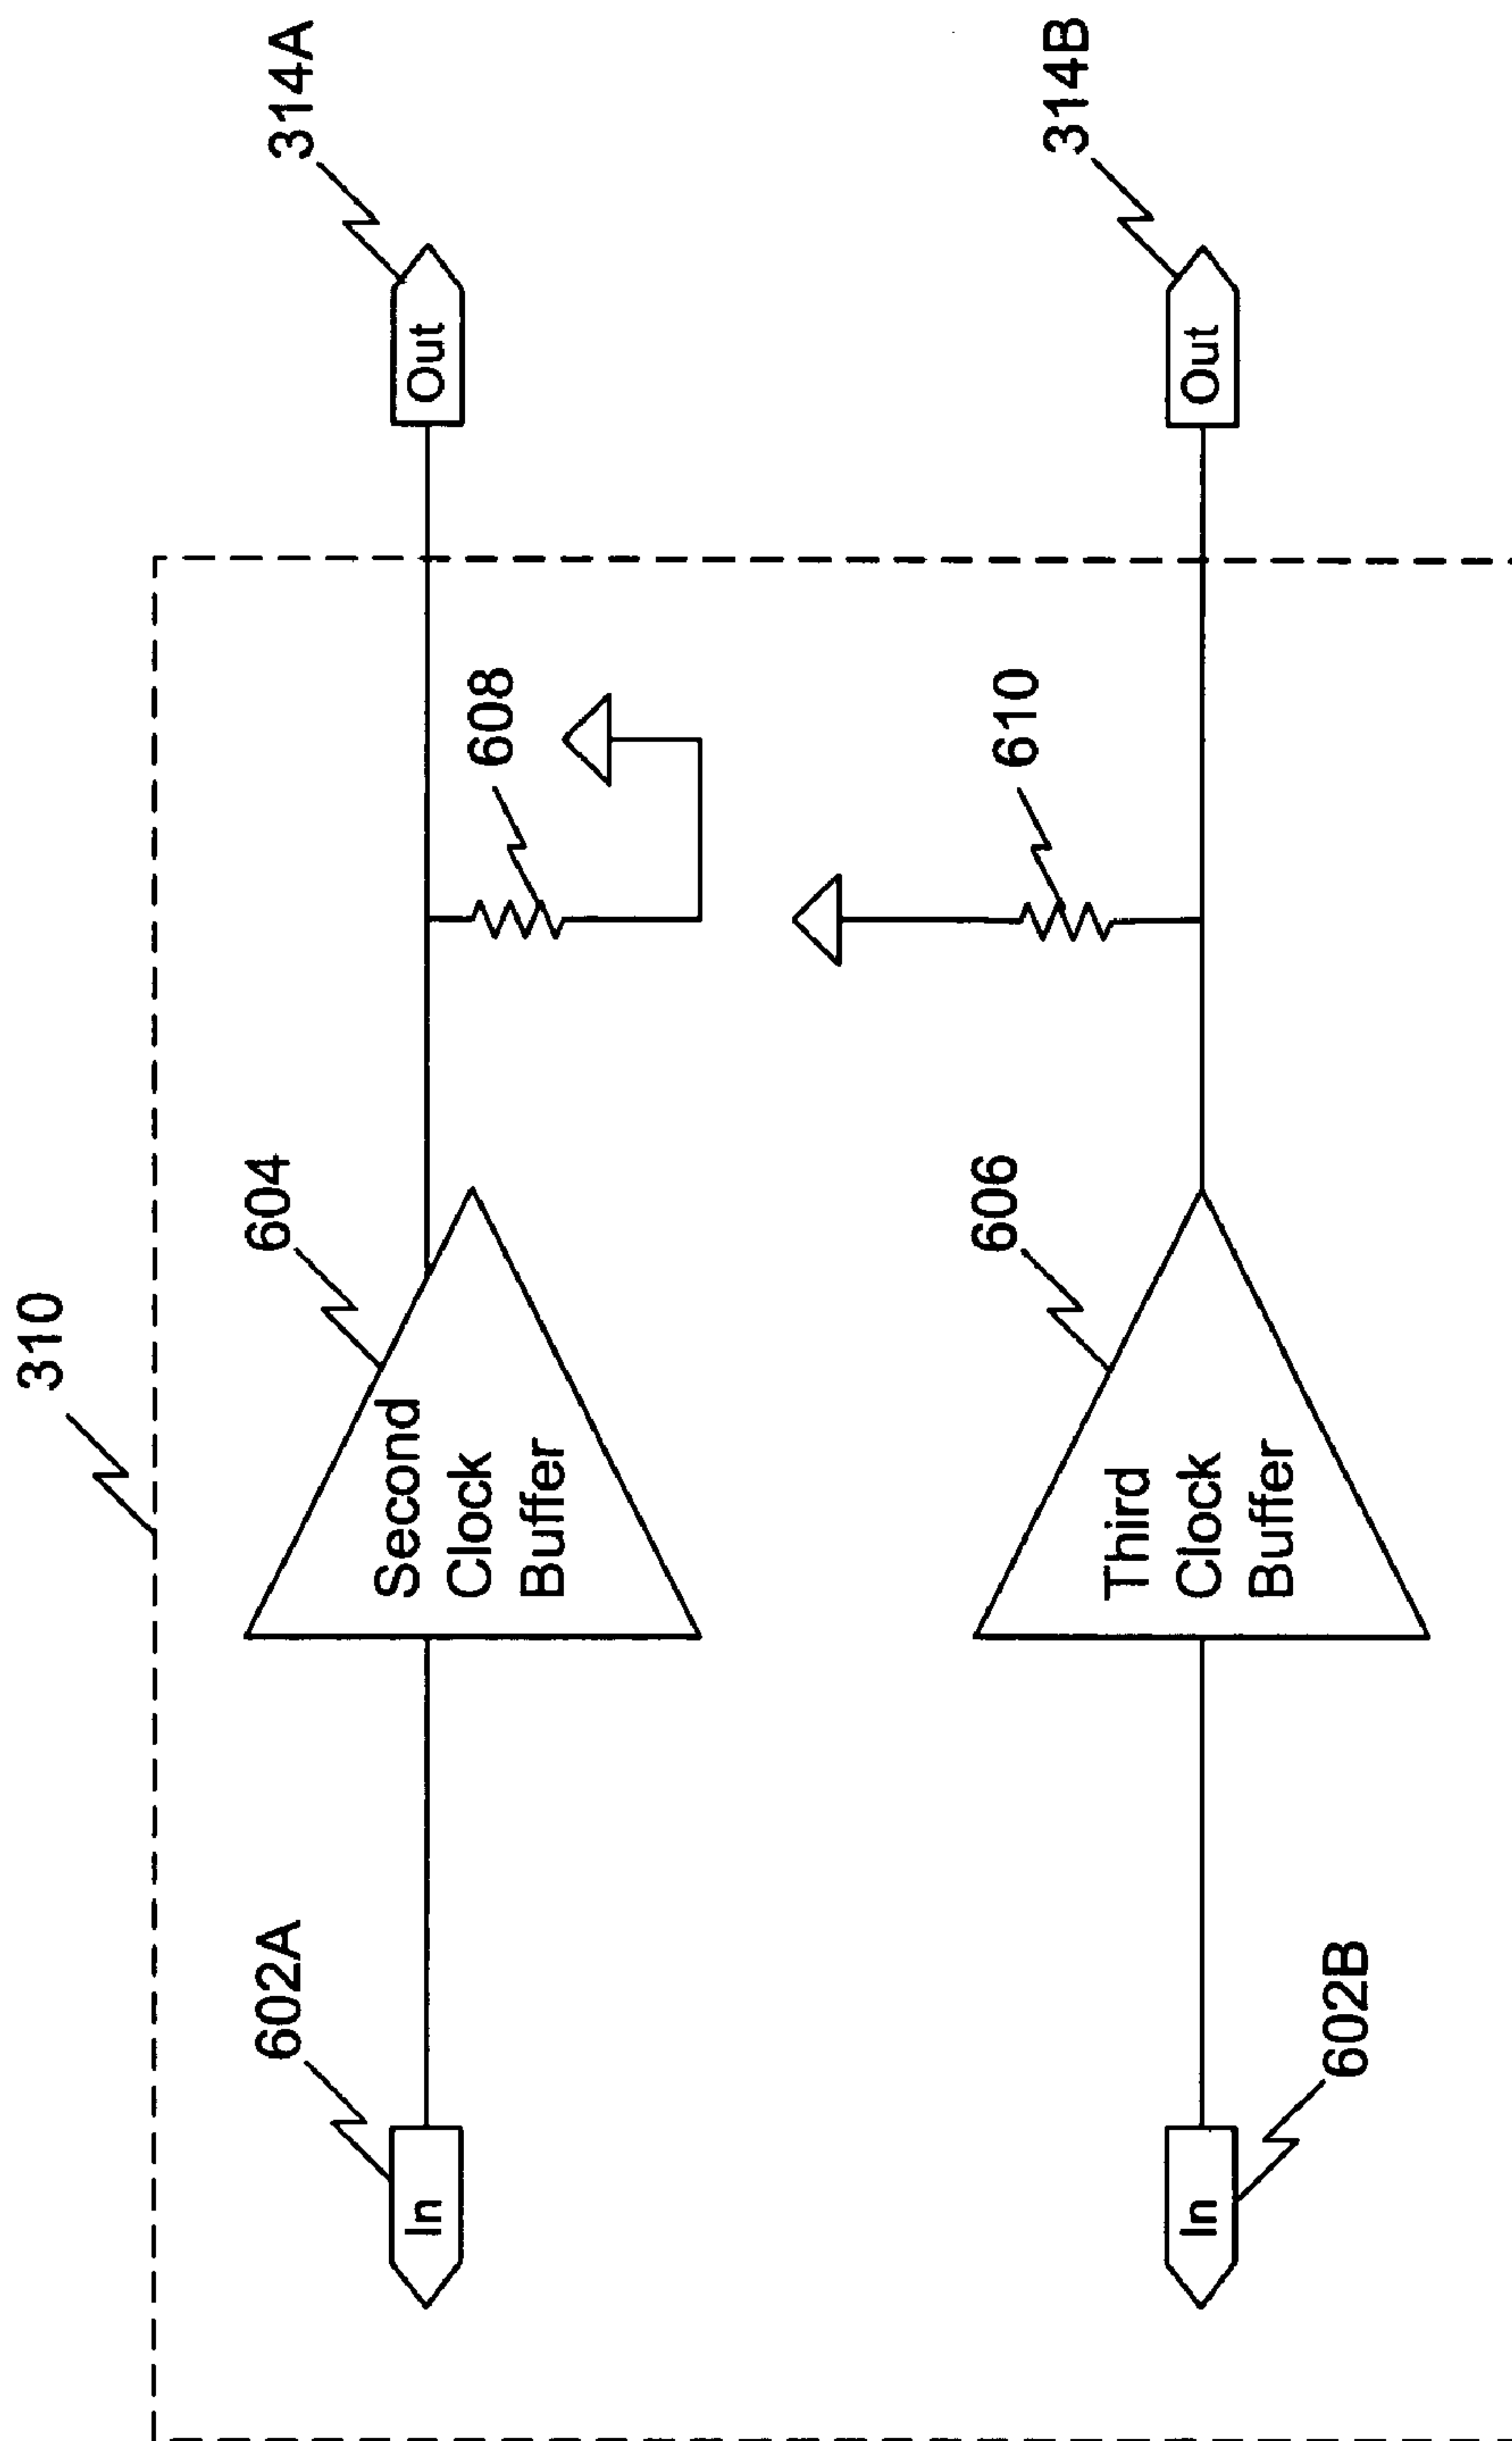 310
602A
In
Second
Clock
Buffer
604
608
Out
314A
602B
In
Third
Clock
Buffer
606
610
Out
314B